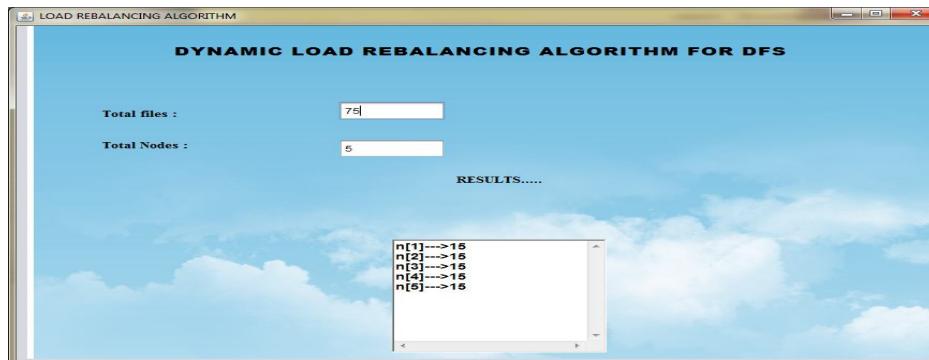 LOAD REBALANCING ALGORITHM
DYNAMIC LOAD REBALANCING ALGORITHM FOR DFS
Total files : 75
Total Nodes : 5
RESULTS.....
n[1]--->15
n[2]--->15
n[3]--->15
n[4]--->15
n[5]--->15